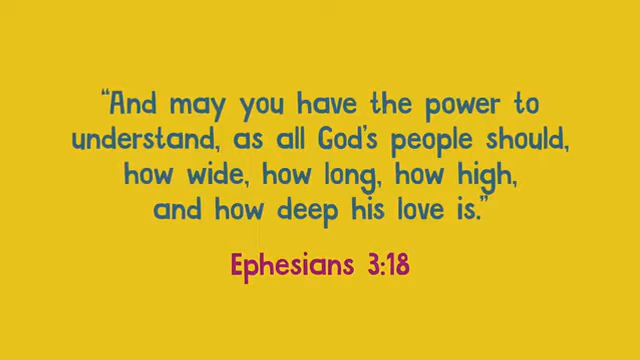 “And may you have the power to
understand, as all God’s people should,
how wide, how long, how high,
and how deep his love is.”
Ephesians 3:18